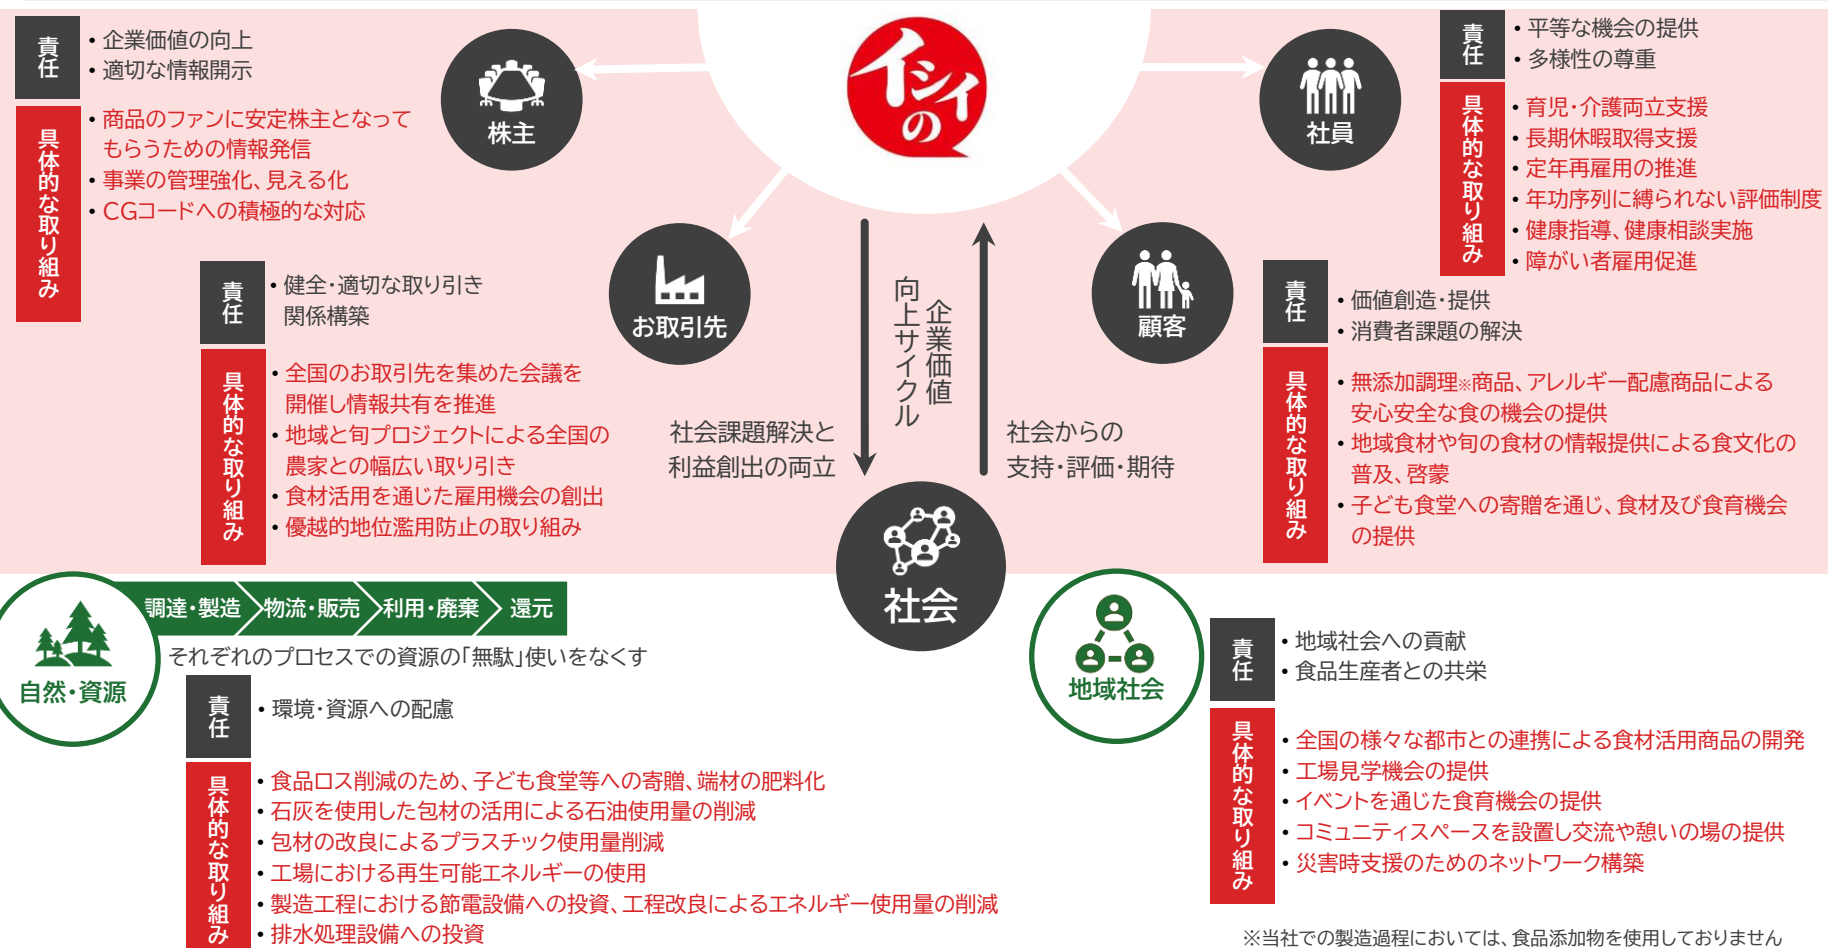 イシイの
株主
責任
・企業価値の向上
・適切な情報開示
具体的な取り組み
・商品のファンに安定株主となって
もらうための情報発信
・事業の管理強化、見える化
・CGコードへの積極的な対応
社員
責任
・平等な機会の提供
・多様性の尊重
具体的な取り組み
・育児・介護両立支援
・長期休暇取得支援
・定年再雇用の推進
・年功序列に縛られない評価制度
・健康指導、健康相談実施
・障がい者雇用促進
お取引先
責任
・健全・適切な取り引き
関係構築
具体的な取り組み
・全国のお取引先を集めた会議を
開催し情報共有を推進
・地域と旬プロジェクトによる全国の
農家との幅広い取り引き
・食材活用を通じた雇用機会の創出
・優越的地位濫用防止の取り組み
顧客
責任
・価値創造・提供
・消費者課題の解決
具体的な取り組み
・無添加調理※商品、アレルギー配慮商品による
安心安全な食の機会の提供
・地域食材や旬の食材の情報提供による食文化の
普及、啓蒙
・子ども食堂への寄贈を通じ、食材及び食育機会
の提供
企業価値
向上サイクル
社会課題解決と
利益創出の両立
社会からの
支持・評価・期待
社会
自然・資源
調達・製造
物流・販売
利用・廃棄
還元
それぞれのプロセスでの資源の「無駄」使いをなくす
責任
・環境・資源への配慮
具体的な取り組み
・食品ロス削減のため、子ども食堂等への寄贈、端材の肥料化
・石灰を使用した包材の活用による石油使用量の削減
・包材の改良によるプラスチック使用量削減
・工場における再生可能エネルギーの使用
・製造工程における節電設備への投資、工程改良によるエネルギー使用量の削減
・排水処理設備への投資
地域社会
責任
・地域社会への貢献
・食品生産者との共栄
具体的な取り組み
・全国の様々な都市との連携による食材活用商品の開発
・工場見学機会の提供
・イベントを通じた食育機会の提供
・コミュニティスペースを設置し交流や憩いの場の提供
・災害時支援のためのネットワーク構築
※当社での製造過程においては、食品添加物を使用しておりません